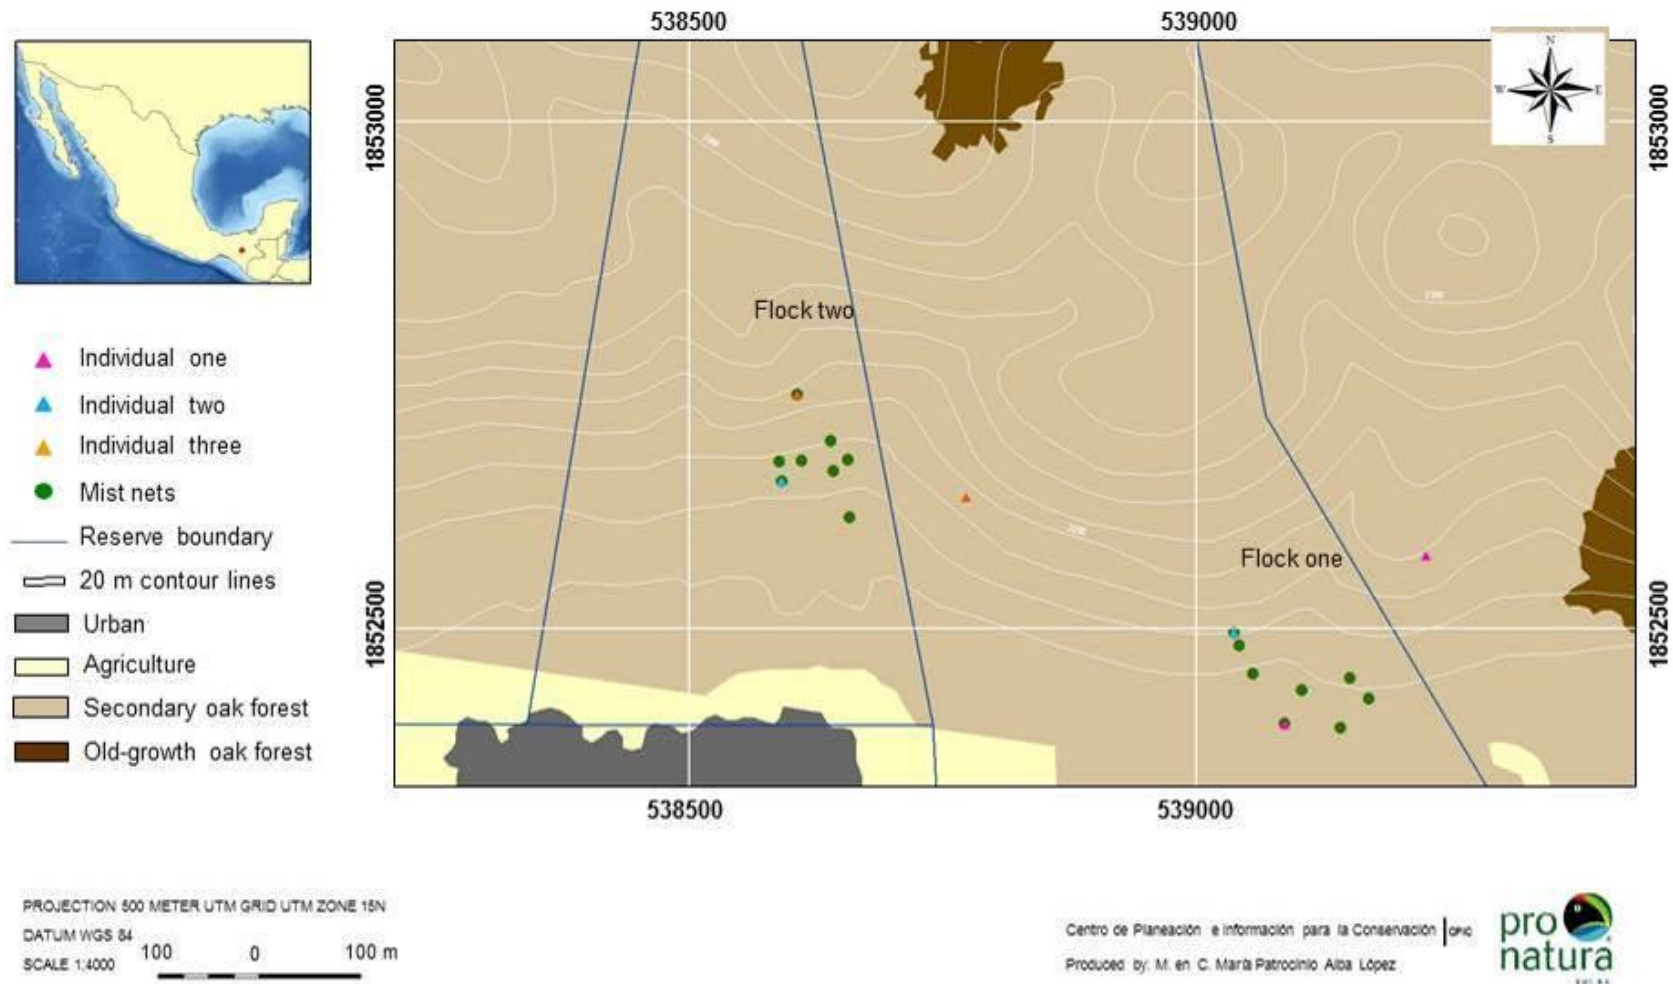 538500 539000
N
W E
S
1853000 1853000
Flock two
Individual one
Individual two
Individual three
Mist nets
Reserve boundary
20 m contour lines
Urban
Agriculture
Secondary oak forest
Old-growth oak forest
Flock one
1852500 1852500
538500 539000
PROJECTION 500 METER UTM GRID UTM ZONE 15N
DATUM WGS 84
SCALE 1:4000
100 0 100 m
Centro de Planeación e Información para la Conservación CPIC
Produced by: M. en C. María Patrocinio Alba López
pro
natura